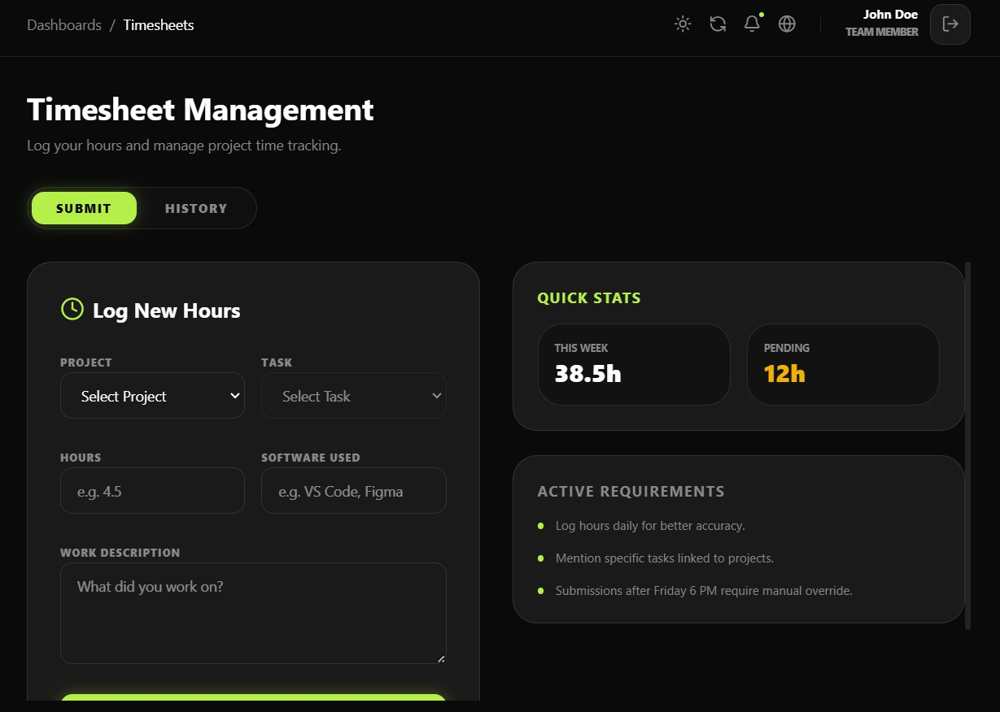 Dashboards / Timesheets
John Doe
TEAM MEMBER
Timesheet Management
Log your hours and manage project time tracking.
SUBMIT
HISTORY
Log New Hours
PROJECT
TASK
Select Project
Select Task
HOURS
SOFTWARE USED
e.g. 4.5
e.g. VS Code, Figma
WORK DESCRIPTION
What did you work on?
QUICK STATS
THIS WEEK
PENDING
38.5h
12h
ACTIVE REQUIREMENTS
Log hours daily for better accuracy.
Mention specific tasks linked to projects.
Submissions after Friday 6 PM require manual override.